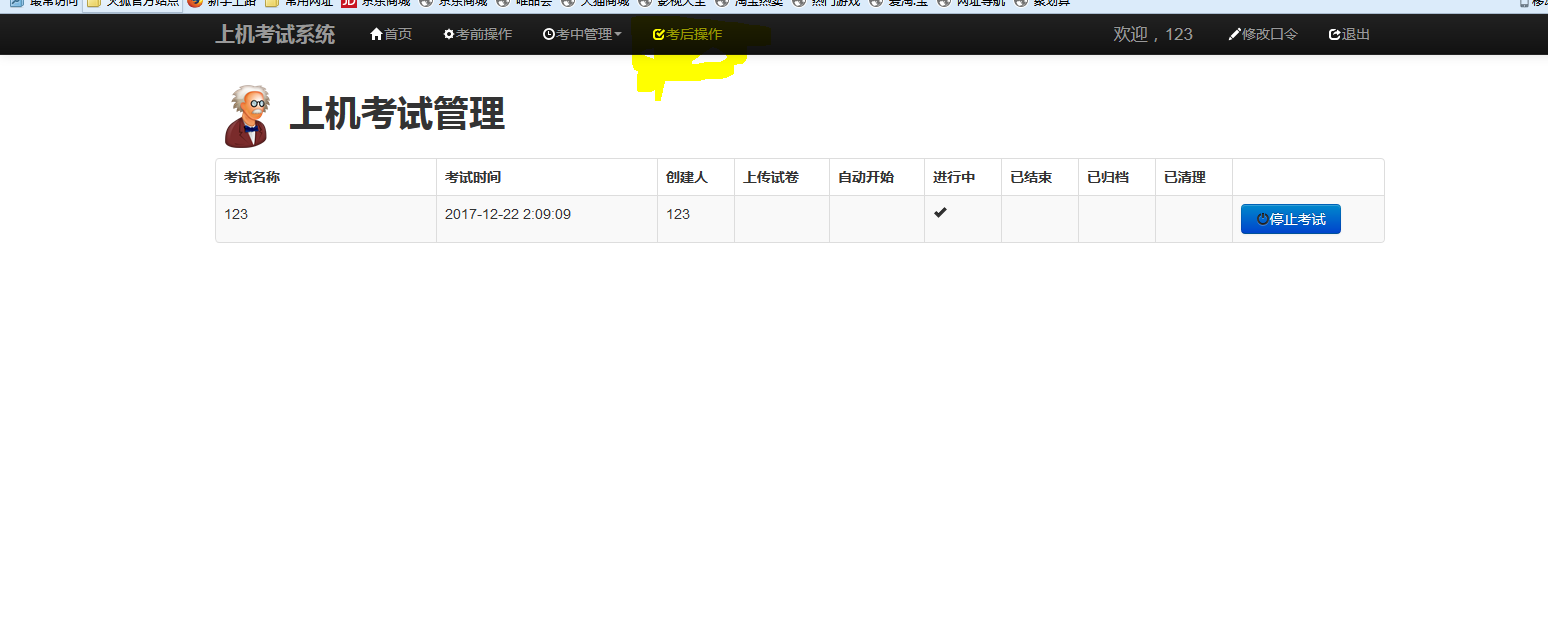 最常访问 火狐官方站点 新手上路 常用网址 JD 京东商城 京东商城 唯品会 天猫商城 影视大全 淘宝热卖 热门游戏 爱淘宝 网址导航 聚划算
上机考试系统 首页 考前操作 考中管理 考后操作 欢迎，123 修改口令 退出
上机考试管理
考试名称 考试时间 创建人 上传试卷 自动开始 进行中 已结束 已归档 已清理
123 2017-12-22 2:09:09 123 停止考试